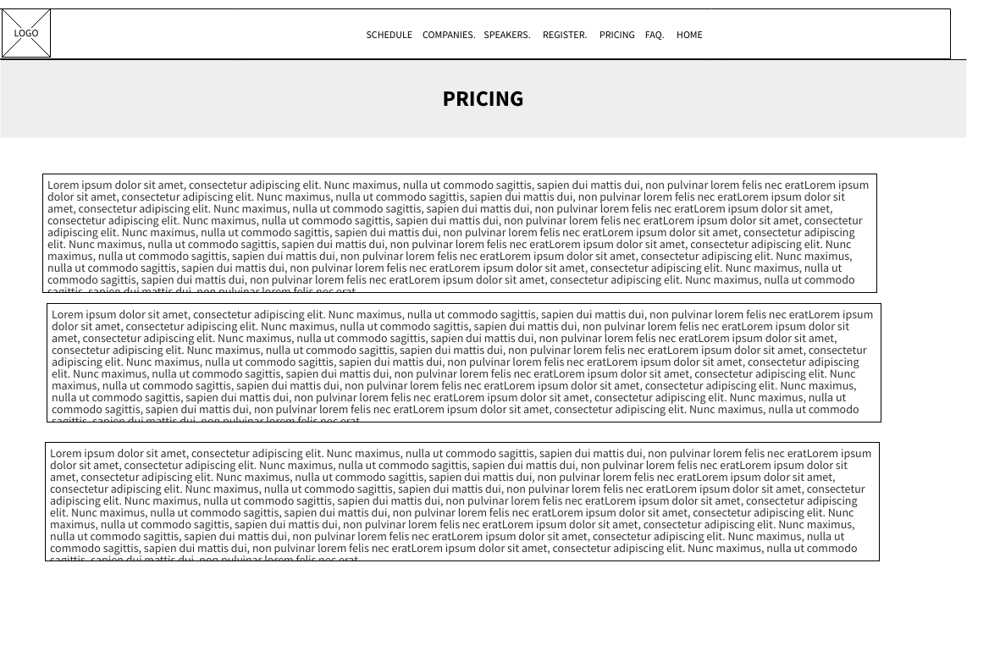 LOGO
SCHEDULE COMPANIES. SPEAKERS. REGISTER. PRICING FAQ. HOME
PRICING
Lorem ipsum dolor sit amet, consectetur adipiscing elit. Nunc maximus, nulla ut commodo sagittis, sapien dui mattis dui, non pulvinar lorem felis nec eratLorem ipsum
dolor sit amet, consectetur adipiscing elit. Nunc maximus, nulla ut commodo sagittis, sapien dui mattis dui, non pulvinar lorem felis nec eratLorem ipsum dolor sit
amet, consectetur adipiscing elit. Nunc maximus, nulla ut commodo sagittis, sapien dui mattis dui, non pulvinar lorem felis nec eratLorem ipsum dolor sit amet,
consectetur adipiscing elit. Nunc maximus, nulla ut commodo sagittis, sapien dui mattis dui, non pulvinar lorem felis nec eratLorem ipsum dolor sit amet, consectetur
adipiscing elit. Nunc maximus, nulla ut commodo sagittis, sapien dui mattis dui, non pulvinar lorem felis nec eratLorem ipsum dolor sit amet, consectetur adipiscing
elit. Nunc maximus, nulla ut commodo sagittis, sapien dui mattis dui, non pulvinar lorem felis nec eratLorem ipsum dolor sit amet, consectetur adipiscing elit. Nunc
maximus, nulla ut commodo sagittis, sapien dui mattis dui, non pulvinar lorem felis nec eratLorem ipsum dolor sit amet, consectetur adipiscing elit. Nunc maximus,
nulla ut commodo sagittis, sapien dui mattis dui, non pulvinar lorem felis nec eratLorem ipsum dolor sit amet, consectetur adipiscing elit. Nunc maximus, nulla ut
commodo sagittis, sapien dui mattis dui, non pulvinar lorem felis nec eratLorem ipsum dolor sit amet, consectetur adipiscing elit. Nunc maximus, nulla ut commodo
sagittis, sapien dui mattis dui, non pulvinar lorem felis nec erat
Lorem ipsum dolor sit amet, consectetur adipiscing elit. Nunc maximus, nulla ut commodo sagittis, sapien dui mattis dui, non pulvinar lorem felis nec eratLorem ipsum
dolor sit amet, consectetur adipiscing elit. Nunc maximus, nulla ut commodo sagittis, sapien dui mattis dui, non pulvinar lorem felis nec eratLorem ipsum dolor sit
amet, consectetur adipiscing elit. Nunc maximus, nulla ut commodo sagittis, sapien dui mattis dui, non pulvinar lorem felis nec eratLorem ipsum dolor sit amet,
consectetur adipiscing elit. Nunc maximus, nulla ut commodo sagittis, sapien dui mattis dui, non pulvinar lorem felis nec eratLorem ipsum dolor sit amet, consectetur
adipiscing elit. Nunc maximus, nulla ut commodo sagittis, sapien dui mattis dui, non pulvinar lorem felis nec eratLorem ipsum dolor sit amet, consectetur adipiscing
elit. Nunc maximus, nulla ut commodo sagittis, sapien dui mattis dui, non pulvinar lorem felis nec eratLorem ipsum dolor sit amet, consectetur adipiscing elit. Nunc
maximus, nulla ut commodo sagittis, sapien dui mattis dui, non pulvinar lorem felis nec eratLorem ipsum dolor sit amet, consectetur adipiscing elit. Nunc maximus,
nulla ut commodo sagittis, sapien dui mattis dui, non pulvinar lorem felis nec eratLorem ipsum dolor sit amet, consectetur adipiscing elit. Nunc maximus, nulla ut
commodo sagittis, sapien dui mattis dui, non pulvinar lorem felis nec eratLorem ipsum dolor sit amet, consectetur adipiscing elit. Nunc maximus, nulla ut commodo
sagittis, sapien dui mattis dui, non pulvinar lorem felis nec erat
Lorem ipsum dolor sit amet, consectetur adipiscing elit. Nunc maximus, nulla ut commodo sagittis, sapien dui mattis dui, non pulvinar lorem felis nec eratLorem ipsum
dolor sit amet, consectetur adipiscing elit. Nunc maximus, nulla ut commodo sagittis, sapien dui mattis dui, non pulvinar lorem felis nec eratLorem ipsum dolor sit
amet, consectetur adipiscing elit. Nunc maximus, nulla ut commodo sagittis, sapien dui mattis dui, non pulvinar lorem felis nec eratLorem ipsum dolor sit amet,
consectetur adipiscing elit. Nunc maximus, nulla ut commodo sagittis, sapien dui mattis dui, non pulvinar lorem felis nec eratLorem ipsum dolor sit amet, consectetur
adipiscing elit. Nunc maximus, nulla ut commodo sagittis, sapien dui mattis dui, non pulvinar lorem felis nec eratLorem ipsum dolor sit amet, consectetur adipiscing
elit. Nunc maximus, nulla ut commodo sagittis, sapien dui mattis dui, non pulvinar lorem felis nec eratLorem ipsum dolor sit amet, consectetur adipiscing elit. Nunc
maximus, nulla ut commodo sagittis, sapien dui mattis dui, non pulvinar lorem felis nec eratLorem ipsum dolor sit amet, consectetur adipiscing elit. Nunc maximus,
nulla ut commodo sagittis, sapien dui mattis dui, non pulvinar lorem felis nec eratLorem ipsum dolor sit amet, consectetur adipiscing elit. Nunc maximus, nulla ut
commodo sagittis, sapien dui mattis dui, non pulvinar lorem felis nec eratLorem ipsum dolor sit amet, consectetur adipiscing elit. Nunc maximus, nulla ut commodo
sagittis, sapien dui mattis dui, non pulvinar lorem felis nec erat